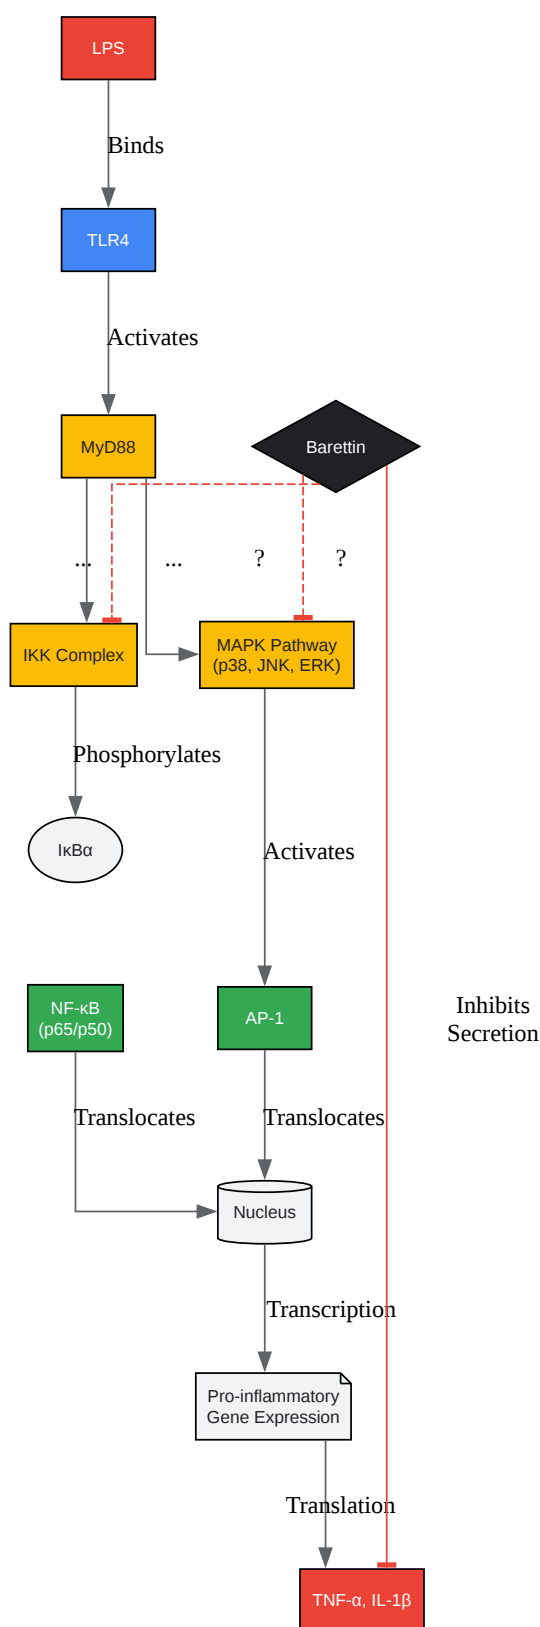 LPS
Binds
TLR4
Activates
MyD88
Barettin
...
...
?
?
IKK Complex
MAPK Pathway
(p38, JNK, ERK)
Phosphorylates
IκBα
Activates
NF-κB
(p65/p50)
AP-1
Inhibits
Secretion
Translocates
Translocates
Nucleus
Transcription
Pro-inflammatory
Gene Expression
Translation
TNF-α, IL-1β